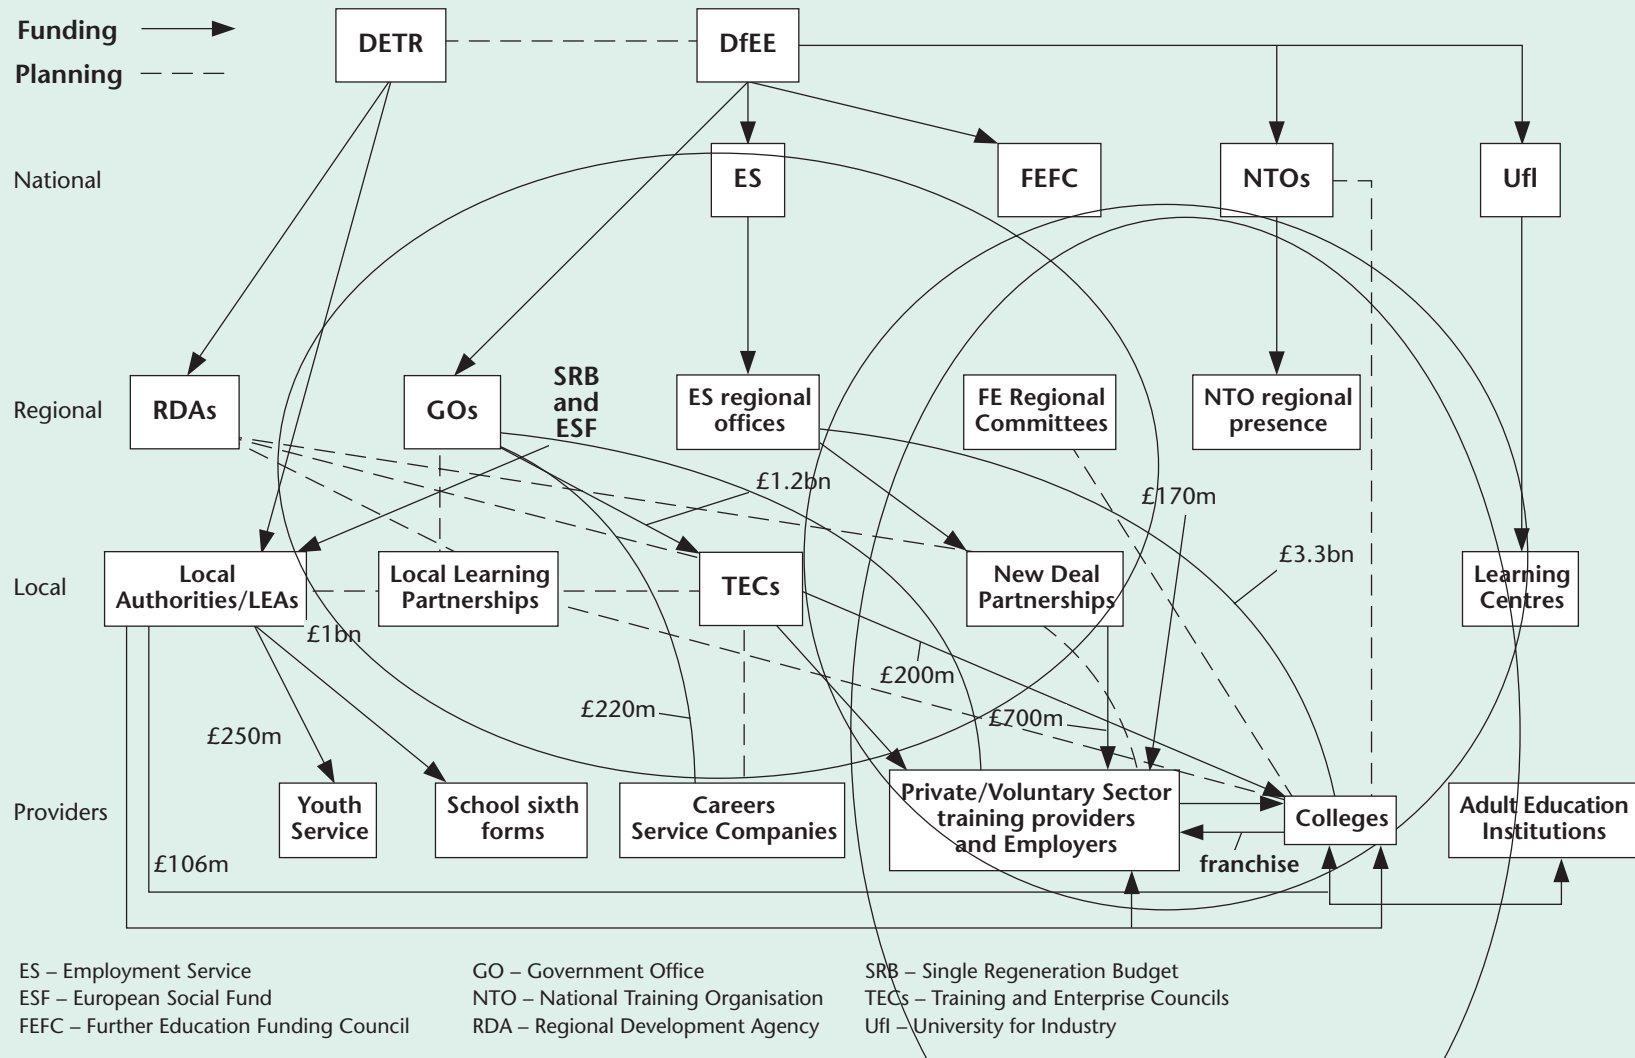 Funding
Planning
DETR
DfEE
National
ES
FEFC
NTOs
UfI
Regional
RDAs
GOs
SRB
and
ESF
ES regional
offices
FE Regional
Committees
NTO regional
presence
£1.2bn
£170m
£3.3bn
Local
Local
Authorities/LEAs
Local Learning
Partnerships
TECs
New Deal
Partnerships
Learning
Centres
£1bn
£200m
£220m
£700m
£250m
Providers
Youth
Service
School sixth
forms
Careers
Service Companies
Private/Voluntary Sector
training providers
and Employers
Colleges
Adult Education
Institutions
franchise
£106m
ES – Employment Service
ESF – European Social Fund
FEFC – Further Education Funding Council
GO – Government Office
NTO – National Training Organisation
RDA – Regional Development Agency
SRB – Single Regeneration Budget
TECs – Training and Enterprise Councils
UfI – University for Industry